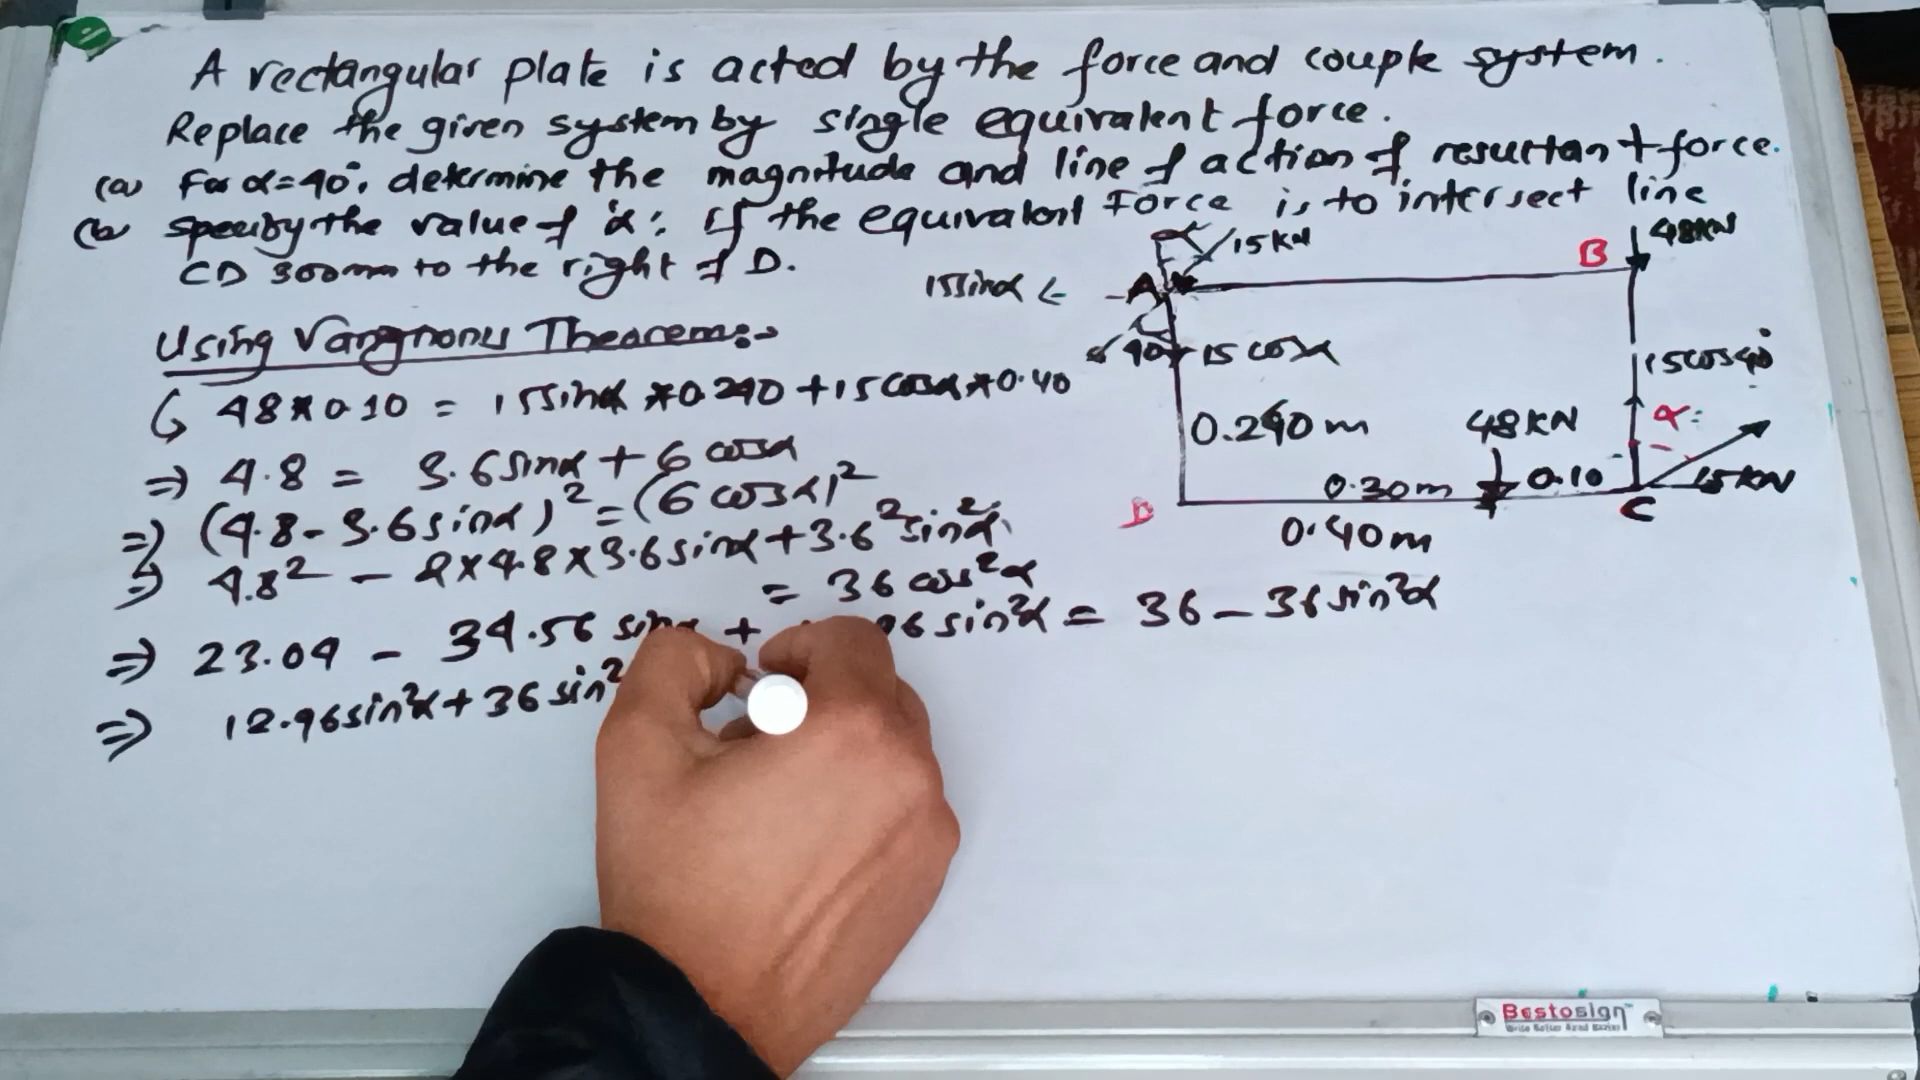 A rectangular plate is acted by the force and couple system.
Replace the given system by single equivalent force.
(a) For α=40°, determine the magnitude and line of action of resultant force.
(b) specify the value of α: If the equivalent Force is to intersect line
CD 300mm to the right of D.
Using Varignons Theorem:→
48*0.10 = 15sinα*0.240+15cosα*0.40
⇒ 4.8 = 3.6sinα+6cosα
⇒ (4.8-3.6sinα)²=(6cosα)²
⇒ 4.8² - 2×4.8×3.6sinα+3.6²sin²α
= 36cos²α
⇒ 23.04 - 34.56 sinα + 6sin²α = 36-36sin²α
⇒ 12.96sin²α+36sin²
15KN
B
48KN
15sinα ←
A
40
15cosα
15cos40°
0.240m
48KN
α:
0.30m
0.10
15KN
D
C
0.40m
Bestosign